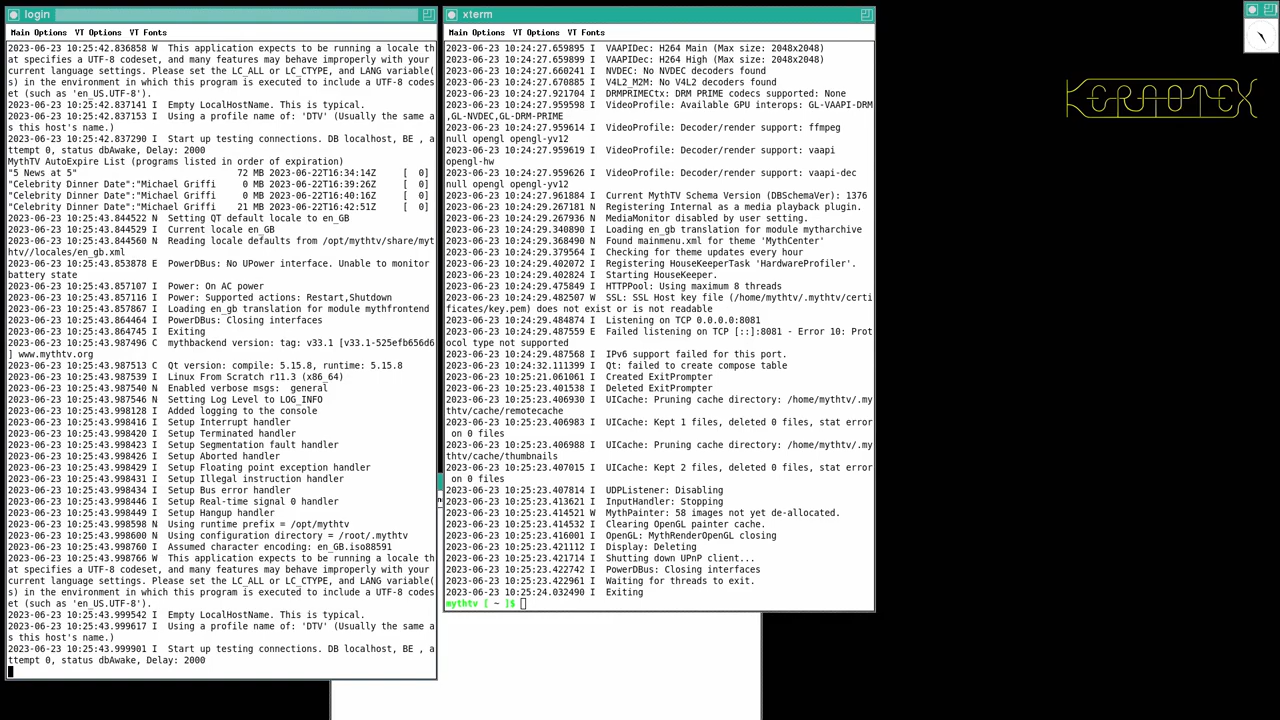 login
Main Options  VT Options  VT Fonts
2023-06-23 10:25:42.836858 W  This application expects to be running a locale th
at specifies a UTF-8 codeset, and many features may behave improperly with your
current language settings. Please set the LC_ALL or LC_CTYPE, and LANG variable(
s) in the environment in which this program is executed to include a UTF-8 codes
et (such as 'en_US.UTF-8').
2023-06-23 10:25:42.837141 I  Empty LocalHostName. This is typical.
2023-06-23 10:25:42.837153 I  Using a profile name of: 'DTV' (Usually the same a
s this host's name.)
2023-06-23 10:25:42.837290 I  Start up testing connections. DB localhost, BE , a
ttempt 0, status dbAwake, Delay: 2000
MythTV AutoExpire List (programs listed in order of expiration)
"5 News at 5"                  72 MB 2023-06-22T16:34:14Z     [  0]
"Celebrity Dinner Date":"Michael Griffi    0 MB 2023-06-22T16:39:26Z     [  0]
"Celebrity Dinner Date":"Michael Griffi    0 MB 2023-06-22T16:40:16Z     [  0]
"Celebrity Dinner Date":"Michael Griffi   21 MB 2023-06-22T16:42:51Z     [  0]
2023-06-23 10:25:43.844522 N  Setting QT default locale to en_GB
2023-06-23 10:25:43.844529 I  Current locale en_GB
2023-06-23 10:25:43.844560 N  Reading locale defaults from /opt/mythtv/share/myt
htv//locales/en_gb.xml
2023-06-23 10:25:43.853878 E  PowerDBus: No UPower interface. Unable to monitor
battery state
2023-06-23 10:25:43.857107 I  Power: On AC power
2023-06-23 10:25:43.857116 I  Power: Supported actions: Restart,Shutdown
2023-06-23 10:25:43.857867 I  Loading en_gb translation for module mythfrontend
2023-06-23 10:25:43.864464 I  PowerDBus: Closing interfaces
2023-06-23 10:25:43.864745 I  Exiting
2023-06-23 10:25:43.987496 C  mythbackend version: tag: v33.1 [v33.1-525efb656d6
] www.mythtv.org
2023-06-23 10:25:43.987513 C  Qt version: compile: 5.15.8, runtime: 5.15.8
2023-06-23 10:25:43.987539 I  Linux From Scratch r11.3 (x86_64)
2023-06-23 10:25:43.987540 N  Enabled verbose msgs:  general
2023-06-23 10:25:43.987546 N  Setting Log Level to LOG_INFO
2023-06-23 10:25:43.998128 I  Added logging to the console
2023-06-23 10:25:43.998416 I  Setup Interrupt handler
2023-06-23 10:25:43.998420 I  Setup Terminated handler
2023-06-23 10:25:43.998423 I  Setup Segmentation fault handler
2023-06-23 10:25:43.998426 I  Setup Aborted handler
2023-06-23 10:25:43.998429 I  Setup Floating point exception handler
2023-06-23 10:25:43.998431 I  Setup Illegal instruction handler
2023-06-23 10:25:43.998434 I  Setup Bus error handler
2023-06-23 10:25:43.998446 I  Setup Real-time signal 0 handler
2023-06-23 10:25:43.998449 I  Setup Hangup handler
2023-06-23 10:25:43.998598 N  Using runtime prefix = /opt/mythtv
2023-06-23 10:25:43.998600 N  Using configuration directory = /root/.mythtv
2023-06-23 10:25:43.998760 I  Assumed character encoding: en_GB.iso88591
2023-06-23 10:25:43.998766 W  This application expects to be running a locale th
at specifies a UTF-8 codeset, and many features may behave improperly with your
current language settings. Please set the LC_ALL or LC_CTYPE, and LANG variable(
s) in the environment in which this program is executed to include a UTF-8 codes
et (such as 'en_US.UTF-8').
2023-06-23 10:25:43.999542 I  Empty LocalHostName. This is typical.
2023-06-23 10:25:43.999617 I  Using a profile name of: 'DTV' (Usually the same a
s this host's name.)
2023-06-23 10:25:43.999901 I  Start up testing connections. DB localhost, BE , a
ttempt 0, status dbAwake, Delay: 2000
xterm
Main Options  VT Options  VT Fonts
2023-06-23 10:24:27.659895 I  VAAPIDec: H264 Main (Max size: 2048x2048)
2023-06-23 10:24:27.659899 I  VAAPIDec: H264 High (Max size: 2048x2048)
2023-06-23 10:24:27.660241 I  NVDEC: No NVDEC decoders found
2023-06-23 10:24:27.670885 I  V4L2_M2M: No V4L2 decoders found
2023-06-23 10:24:27.921704 I  DRMPRIMECtx: DRM PRIME codecs supported: None
2023-06-23 10:24:27.959598 I  VideoProfile: Available GPU interops: GL-VAAPI-DRM
,GL-NVDEC,GL-DRM-PRIME
2023-06-23 10:24:27.959614 I  VideoProfile: Decoder/render support: ffmpeg
null opengl opengl-yv12
2023-06-23 10:24:27.959619 I  VideoProfile: Decoder/render support: vaapi
opengl-hw
2023-06-23 10:24:27.959626 I  VideoProfile: Decoder/render support: vaapi-dec
null opengl opengl-yv12
2023-06-23 10:24:27.961884 I  Current MythTV Schema Version (DBSchemaVer): 1376
2023-06-23 10:24:29.267181 N  Registering Internal as a media playback plugin.
2023-06-23 10:24:29.267936 N  MediaMonitor disabled by user setting.
2023-06-23 10:24:29.340890 I  Loading en_gb translation for module mytharchive
2023-06-23 10:24:29.368490 N  Found mainmenu.xml for theme 'MythCenter'
2023-06-23 10:24:29.379564 I  Checking for theme updates every hour
2023-06-23 10:24:29.402072 I  Registering HouseKeeperTask 'HardwareProfiler'.
2023-06-23 10:24:29.402824 I  Starting HouseKeeper.
2023-06-23 10:24:29.475849 I  HTTPPool: Using maximum 8 threads
2023-06-23 10:24:29.482507 W  SSL: SSL Host key file (/home/mythtv/.mythtv/certi
ficates/key.pem) does not exist or is not readable
2023-06-23 10:24:29.484874 I  Listening on TCP 0.0.0.0:8081
2023-06-23 10:24:29.487559 E  Failed listening on TCP [::]:8081 - Error 10: Prot
ocol type not supported
2023-06-23 10:24:29.487568 I  IPv6 support failed for this port.
2023-06-23 10:24:32.111399 I  Qt: failed to create compose table
2023-06-23 10:25:21.061061 I  Created ExitPrompter
2023-06-23 10:25:23.401538 I  Deleted ExitPrompter
2023-06-23 10:25:23.406930 I  UICache: Pruning cache directory: /home/mythtv/.my
thtv/cache/remotecache
2023-06-23 10:25:23.406983 I  UICache: Kept 1 files, deleted 0 files, stat error
 on 0 files
2023-06-23 10:25:23.406988 I  UICache: Pruning cache directory: /home/mythtv/.my
thtv/cache/thumbnails
2023-06-23 10:25:23.407015 I  UICache: Kept 2 files, deleted 0 files, stat error
 on 0 files
2023-06-23 10:25:23.407814 I  UDPListener: Disabling
2023-06-23 10:25:23.413621 I  InputHandler: Stopping
2023-06-23 10:25:23.414521 W  MythPainter: 58 images not yet de-allocated.
2023-06-23 10:25:23.414532 I  Clearing OpenGL painter cache.
2023-06-23 10:25:23.416001 I  OpenGL: MythRenderOpenGL closing
2023-06-23 10:25:23.421112 I  Display: Deleting
2023-06-23 10:25:23.421714 I  Shutting down UPnP client...
2023-06-23 10:25:23.422742 I  PowerDBus: Closing interfaces
2023-06-23 10:25:23.422961 I  Waiting for threads to exit.
2023-06-23 10:25:24.032490 I  Exiting
mythtv [ ~ ]$